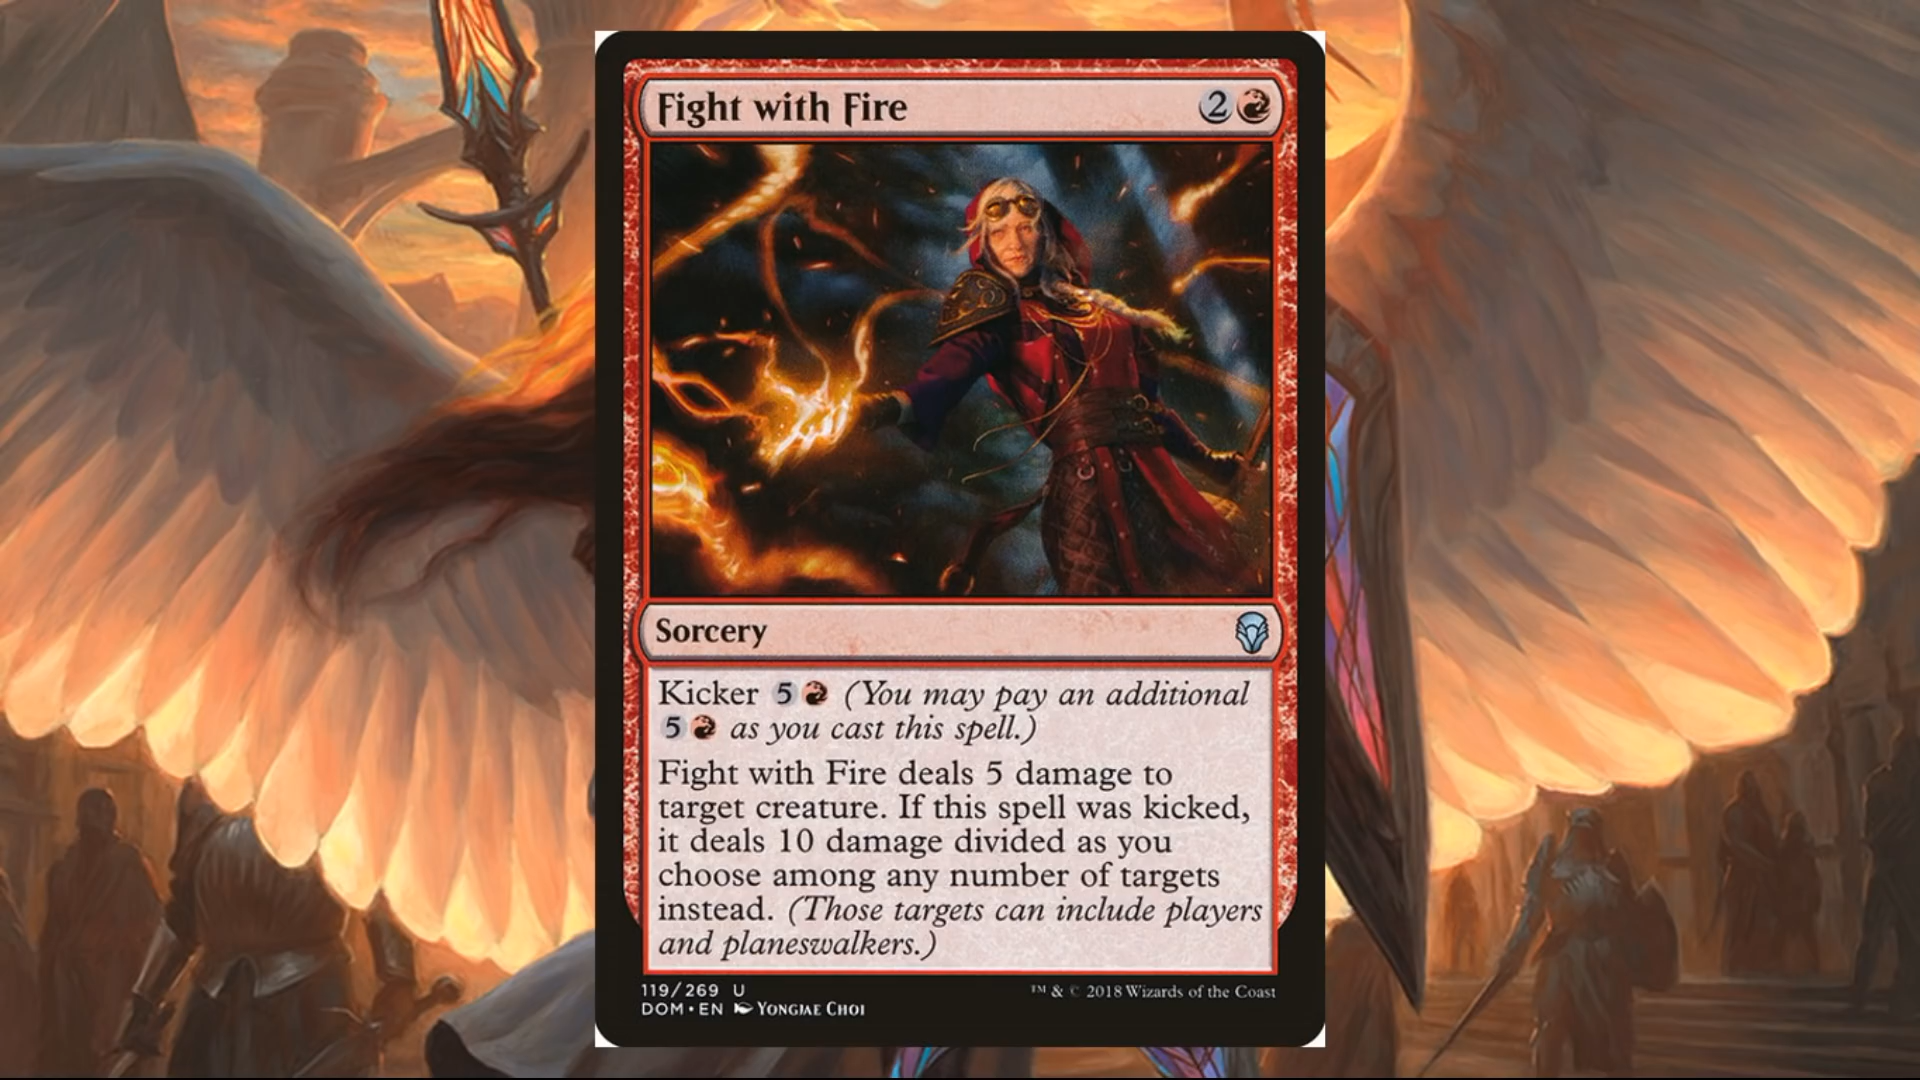 Fight with Fire 2
Sorcery
Kicker 5 (You may pay an additional
5 as you cast this spell.)
Fight with Fire deals 5 damage to
target creature. If this spell was kicked,
it deals 10 damage divided as you
choose among any number of targets
instead. (Those targets can include players
and planeswalkers.)
119/269 U
DOM • EN Yongjae Choi
™ & © 2018 Wizards of the Coast